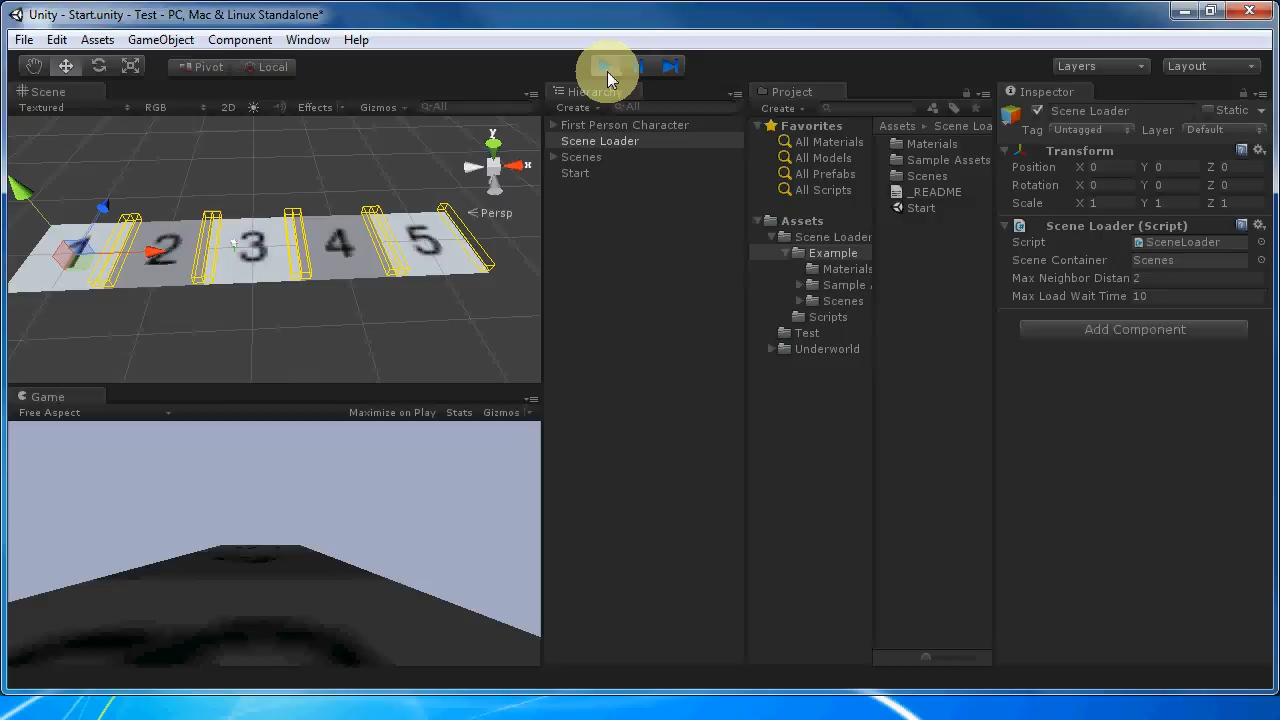 Unity - Start.unity - Test - PC, Mac & Linux Standalone*
File Edit Assets GameObject Component Window Help
Pivot Local Layers Layout
Scene
Textured RGB 2D Effects Gizmos All
y
x
Persp
1 2 3 4 5
Game
Free Aspect Maximize on Play Stats Gizmos
Hierarchy
Create All
First Person Character
Scene Loader
Scenes
Start
Project
Create
Favorites
All Materials
All Models
All Prefabs
All Scripts
Assets
Scene Loader
Example
Materials
Sample A
Scenes
Scripts
Test
Underworld
Assets Scene Loa
Materials
Sample Assets
Scenes
_README
Start
Inspector
Scene Loader Static
Tag Untagged Layer Default
Transform
Position X 0 Y 0 Z 0
Rotation X 0 Y 0 Z 0
Scale X 1 Y 1 Z 1
Scene Loader (Script)
Script SceneLoader
Scene Container Scenes
Max Neighbor Distan 2
Max Load Wait Time 10
Add Component